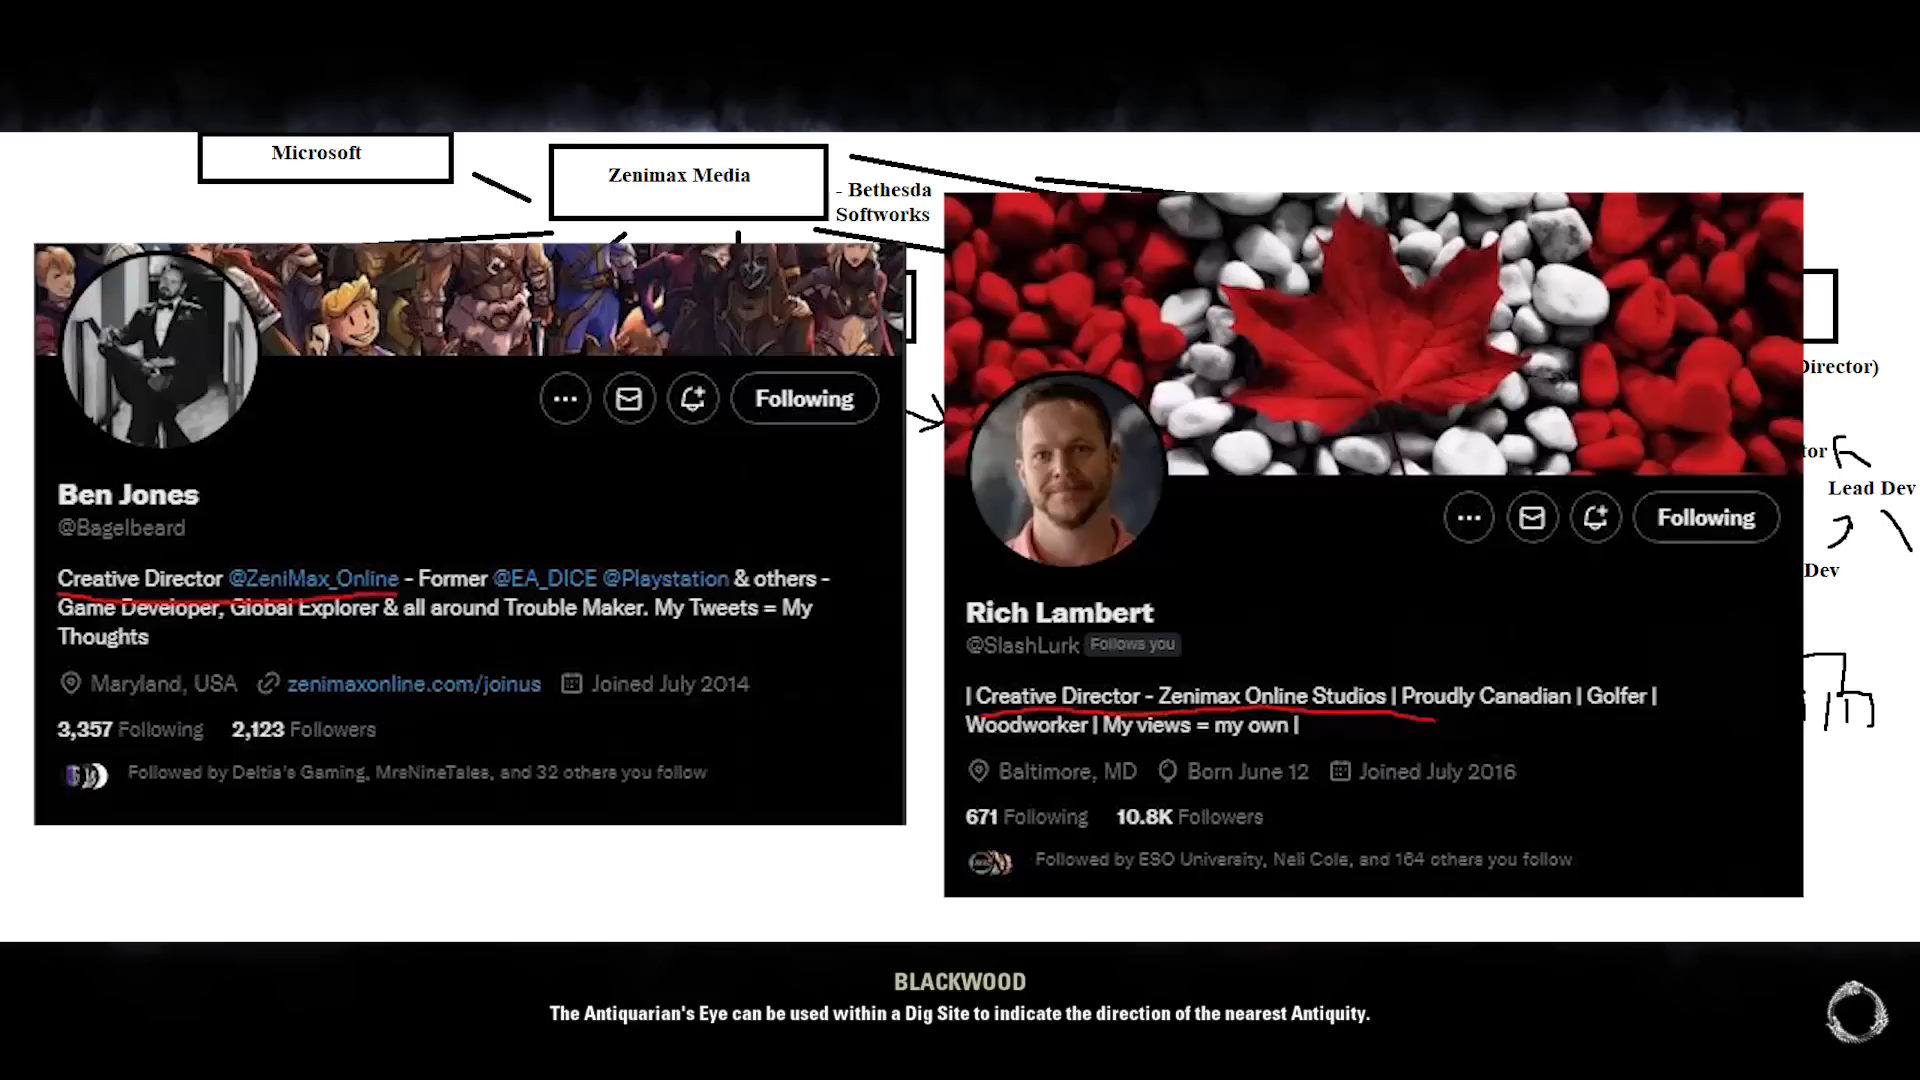 Microsoft
Zenimax Media
- Bethesda
Softworks
Following
Ben Jones
@Bagelbeard
Creative Director @ZeniMax_Online - Former @EA_DICE @Playstation & others -
Game Developer, Global Explorer & all around Trouble Maker. My Tweets = My
Thoughts
Maryland, USA zenimaxonline.com/joinus Joined July 2014
3,357 Following 2,123 Followers
Followed by Deltia's Gaming, MrsNineTales, and 32 others you follow
Following
Rich Lambert
@SlashLurk Follows you
| Creative Director - Zenimax Online Studios | Proudly Canadian | Golfer |
Woodworker | My views = my own |
Baltimore, MD Born June 12 Joined July 2016
671 Following 10.8K Followers
Followed by ESO University, Neli Cole, and 164 others you follow
Director)
tor
Lead Dev
Dev
BLACKWOOD
The Antiquarian's Eye can be used within a Dig Site to indicate the direction of the nearest Antiquity.